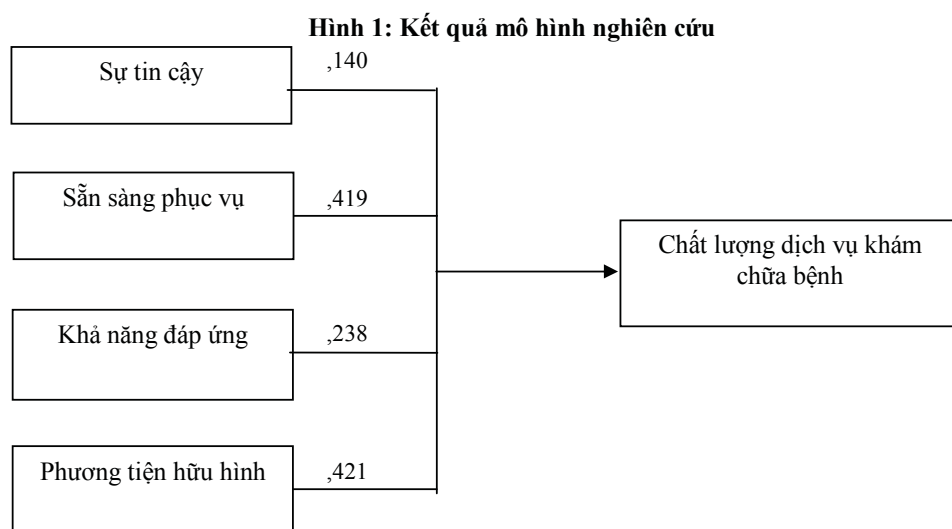 Hình 1: Kết quả mô hình nghiên cứu
Sự tin cậy
,140
Sẵn sàng phục vụ
,419
Chất lượng dịch vụ khám
chữa bệnh
Khả năng đáp ứng
,238
Phương tiện hữu hình
,421